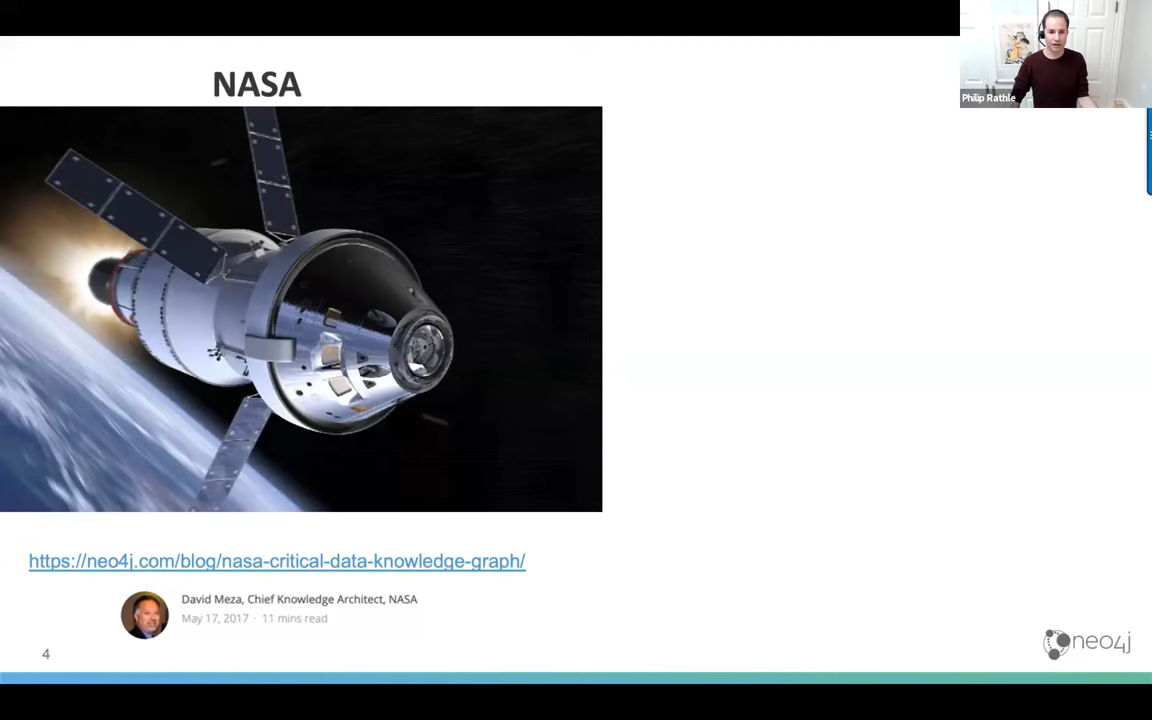 NASA
Philip Rathle
https://neo4j.com/blog/nasa-critical-data-knowledge-graph/
David Meza, Chief Knowledge Architect, NASA
May 17, 2017 · 11 mins read
4
neo4j